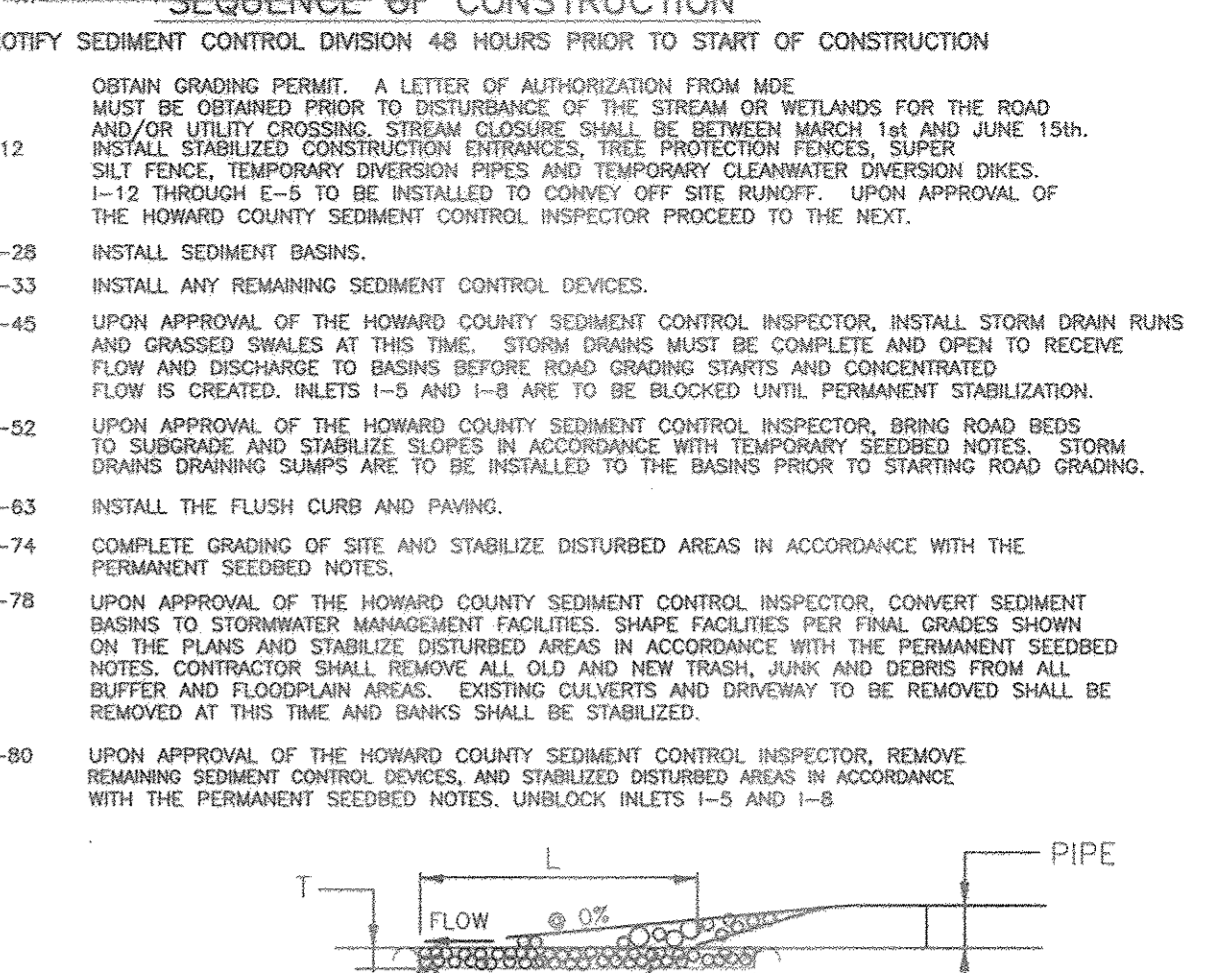 SEQUENCE OF CONSTRUCTION
NOTIFY SEDIMENT CONTROL DIVISION 48 HOURS PRIOR TO START OF CONSTRUCTION
OBTAIN GRADING PERMIT. A LETTER OF AUTHORIZATION FROM MDE
MUST BE OBTAINED PRIOR TO DISTURBANCE OF THE STREAM OR WETLANDS FOR THE ROAD
AND/OR UTILITY CROSSING. STREAM CLOSURE SHALL BE BETWEEN MARCH 1st AND JUNE 15th.
12 INSTALL STABILIZED CONSTRUCTION ENTRANCES, TREE PROTECTION FENCES, SUPER
SILT FENCE, TEMPORARY DIVERSION PIPES AND TEMPORARY CLEANWATER DIVERSION DIKES.
I-12 THROUGH E-5 TO BE INSTALLED TO CONVEY OFF SITE RUNOFF. UPON APPROVAL OF
THE HOWARD COUNTY SEDIMENT CONTROL INSPECTOR PROCEED TO THE NEXT.
-28 INSTALL SEDIMENT BASINS.
-33 INSTALL ANY REMAINING SEDIMENT CONTROL DEVICES.
-45 UPON APPROVAL OF THE HOWARD COUNTY SEDIMENT CONTROL INSPECTOR, INSTALL STORM DRAIN RUNS
AND GRASSED SWALES AT THIS TIME. STORM DRAINS MUST BE COMPLETE AND OPEN TO RECEIVE
FLOW AND DISCHARGE TO BASINS BEFORE ROAD GRADING STARTS AND CONCENTRATED
FLOW IS CREATED. INLETS I-5 AND I-8 ARE TO BE BLOCKED UNTIL PERMANENT STABILIZATION.
-52 UPON APPROVAL OF THE HOWARD COUNTY SEDIMENT CONTROL INSPECTOR, BRING ROAD BEDS
TO SUBGRADE AND STABILIZE SLOPES IN ACCORDANCE WITH TEMPORARY SEEDBED NOTES. STORM
DRAINS DRAINING SUMPS ARE TO BE INSTALLED TO THE BASINS PRIOR TO STARTING ROAD GRADING.
-63 INSTALL THE FLUSH CURB AND PAVING.
-74 COMPLETE GRADING OF SITE AND STABILIZE DISTURBED AREAS IN ACCORDANCE WITH THE
PERMANENT SEEDBED NOTES.
-78 UPON APPROVAL OF THE HOWARD COUNTY SEDIMENT CONTROL INSPECTOR, CONVERT SEDIMENT
BASINS TO STORMWATER MANAGEMENT FACILITIES. SHAPE FACILITIES PER FINAL GRADES SHOWN
ON THE PLANS AND STABILIZE DISTURBED AREAS IN ACCORDANCE WITH THE PERMANENT SEEDBED
NOTES. CONTRACTOR SHALL REMOVE ALL OLD AND NEW TRASH, JUNK AND DEBRIS FROM ALL
BUFFER AND FLOODPLAIN AREAS. EXISTING CULVERTS AND DRIVEWAY TO BE REMOVED SHALL BE
REMOVED AT THIS TIME AND BANKS SHALL BE STABILIZED.
-80 UPON APPROVAL OF THE HOWARD COUNTY SEDIMENT CONTROL INSPECTOR, REMOVE
REMAINING SEDIMENT CONTROL DEVICES, AND STABILIZED DISTURBED AREAS IN ACCORDANCE
WITH THE PERMANENT SEEDBED NOTES. UNBLOCK INLETS I-5 AND I-8
L
PIPE
T
FLOW @ 0%